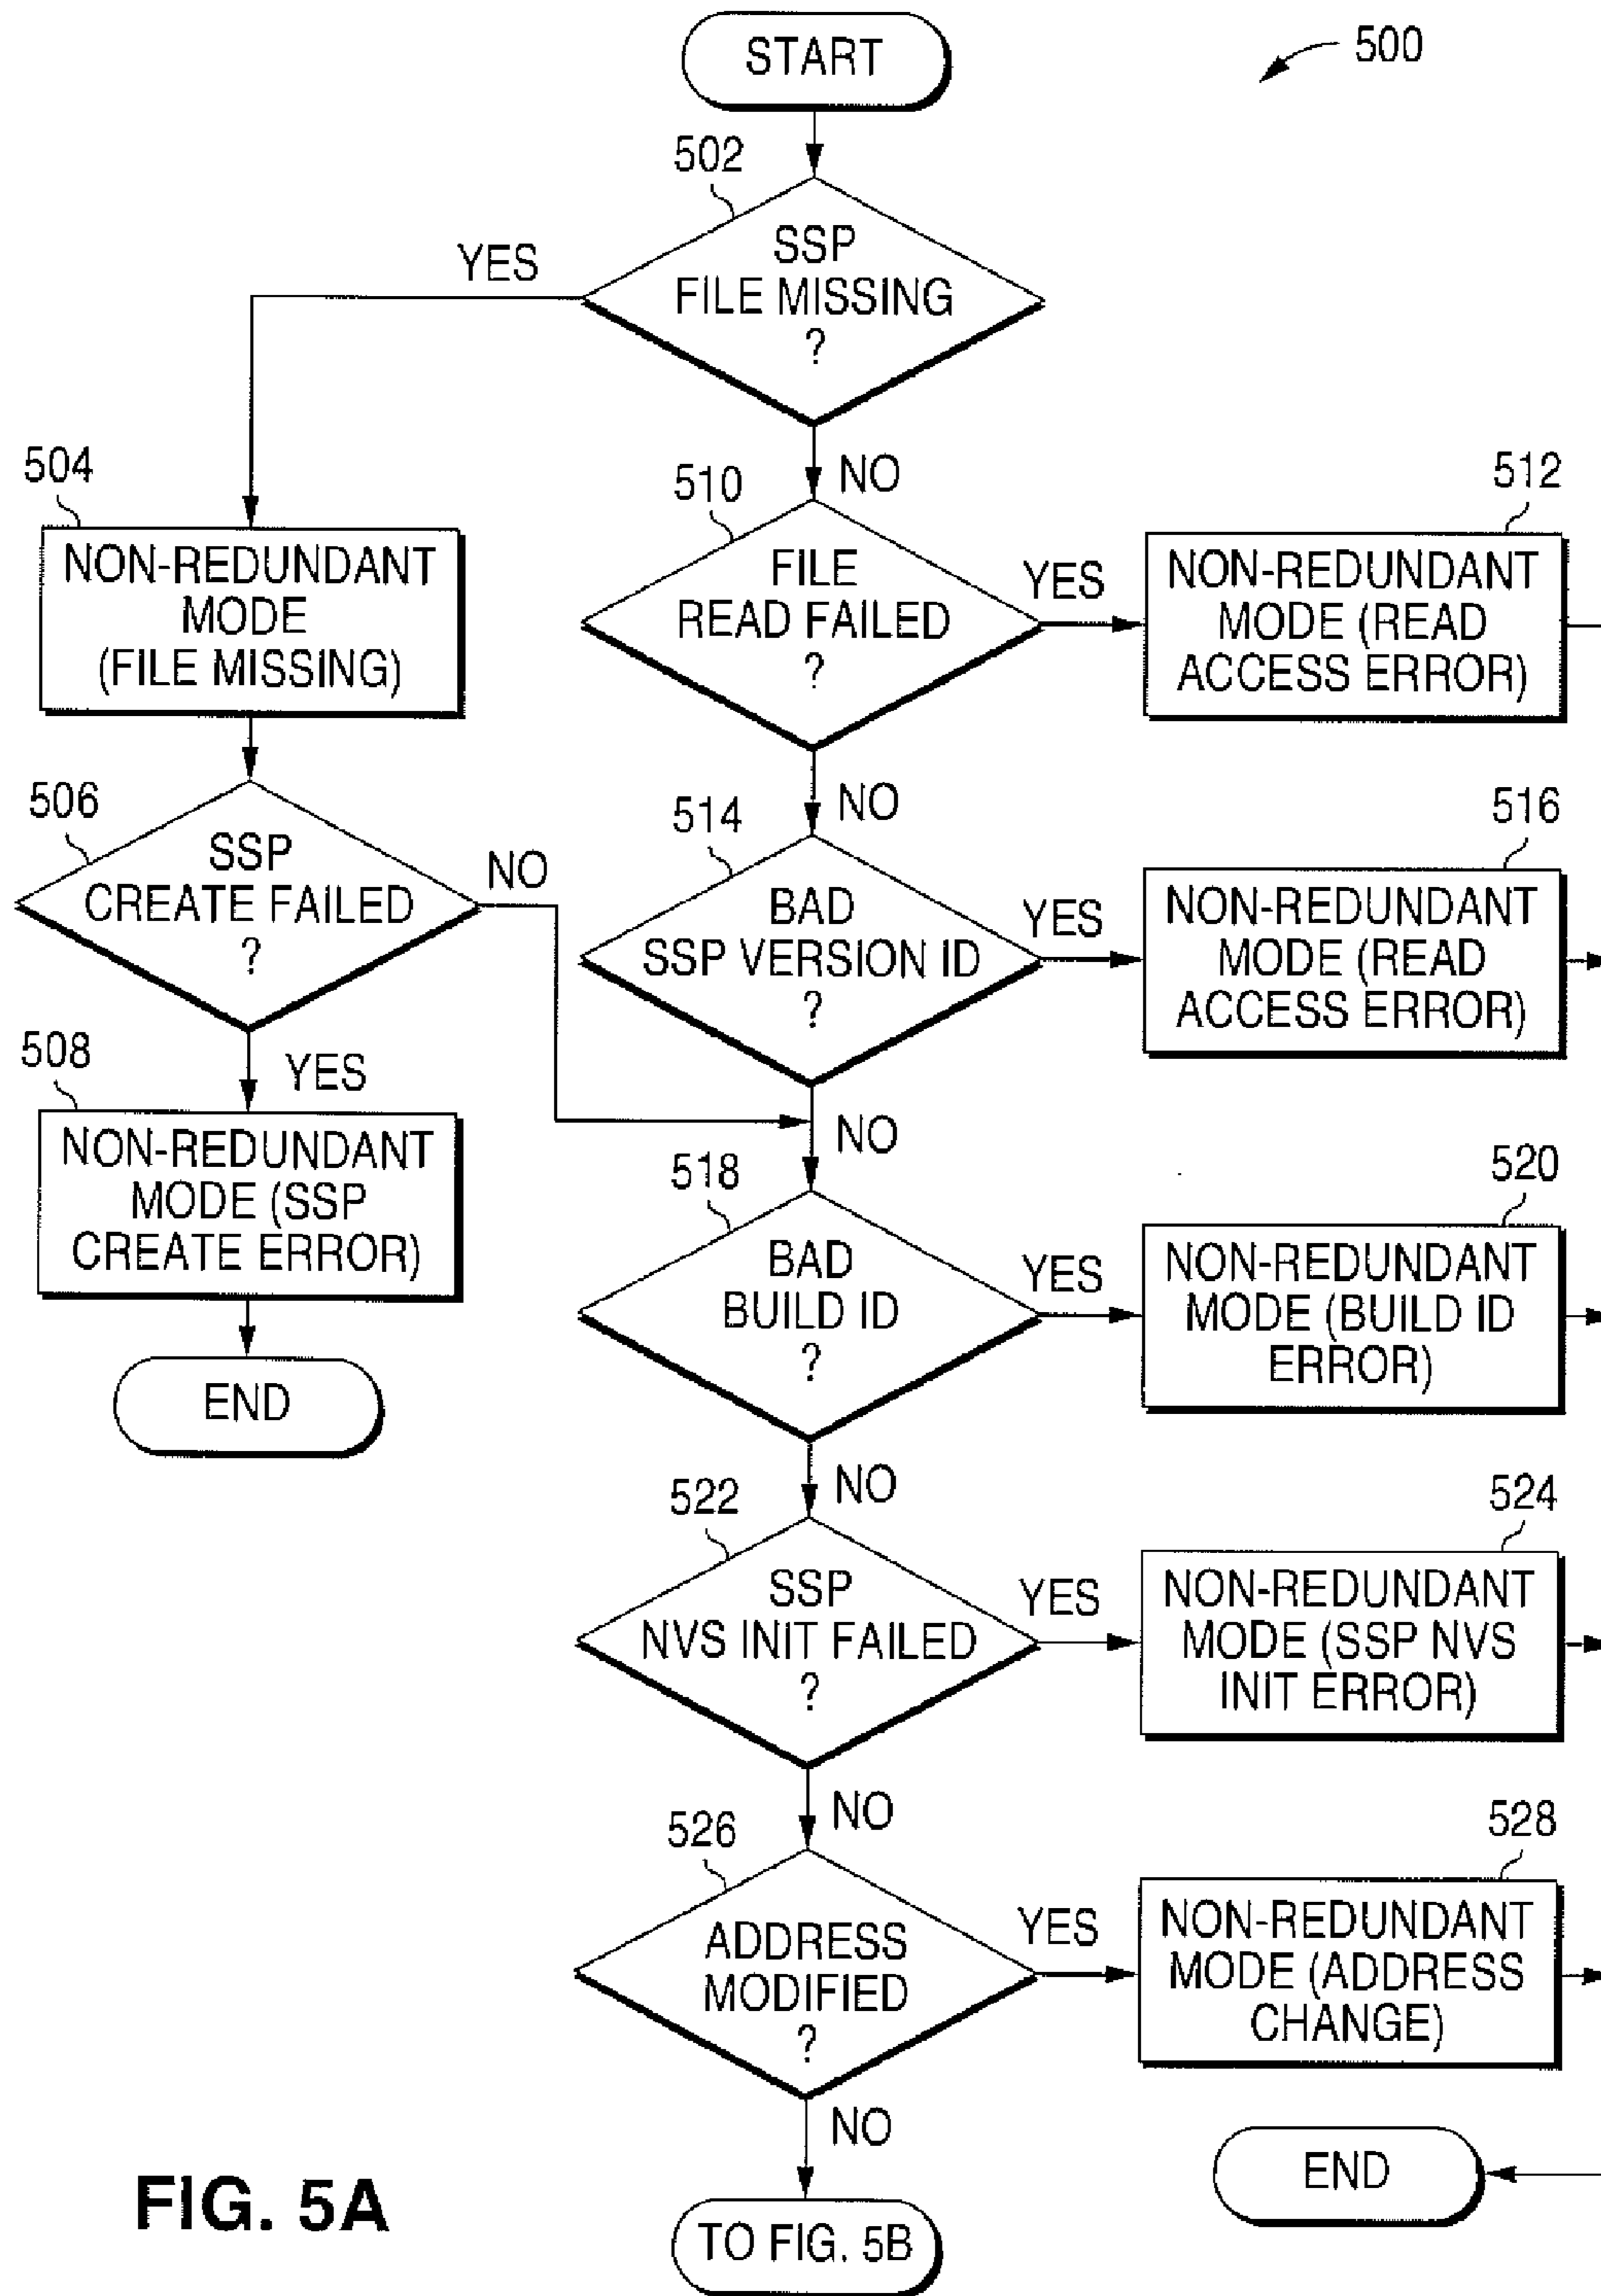 START
500
502
SSP
FILE MISSING
?
YES
NO
504
NON-REDUNDANT
MODE
(FILE MISSING)
510
FILE
READ FAILED
?
YES
NO
512
NON-REDUNDANT
MODE (READ
ACCESS ERROR)
506
SSP
CREATE FAILED
?
NO
YES
514
BAD
SSP VERSION ID
?
YES
NO
516
NON-REDUNDANT
MODE (READ
ACCESS ERROR)
508
NON-REDUNDANT
MODE (SSP
CREATE ERROR)
END
518
BAD
BUILD ID
?
YES
NO
520
NON-REDUNDANT
MODE (BUILD ID
ERROR)
522
SSP
NVS INIT FAILED
?
YES
NO
524
NON-REDUNDANT
MODE (SSP NVS
INIT ERROR)
526
ADDRESS
MODIFIED
?
YES
NO
528
NON-REDUNDANT
MODE (ADDRESS
CHANGE)
END
TO FIG. 5B
FIG. 5A